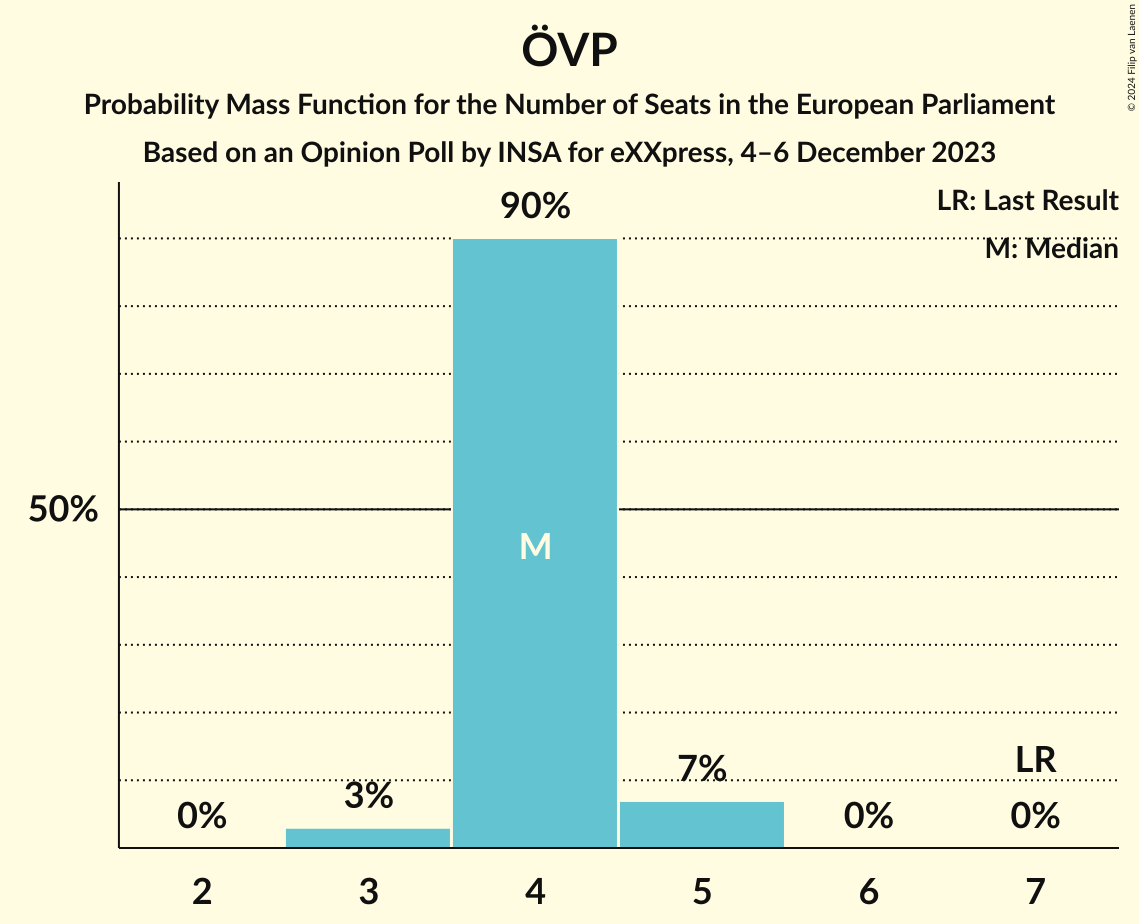 ÖVP
Probability Mass Function for the Number of Seats in the European Parliament
Based on an Opinion Poll by INSA for eXXpress, 4–6 December 2023
© 2024 Filip van Laenen
LR: Last Result
M: Median
90%
50%
M
LR
7%
3%
0%
0%
0%
2
3
4
5
6
7